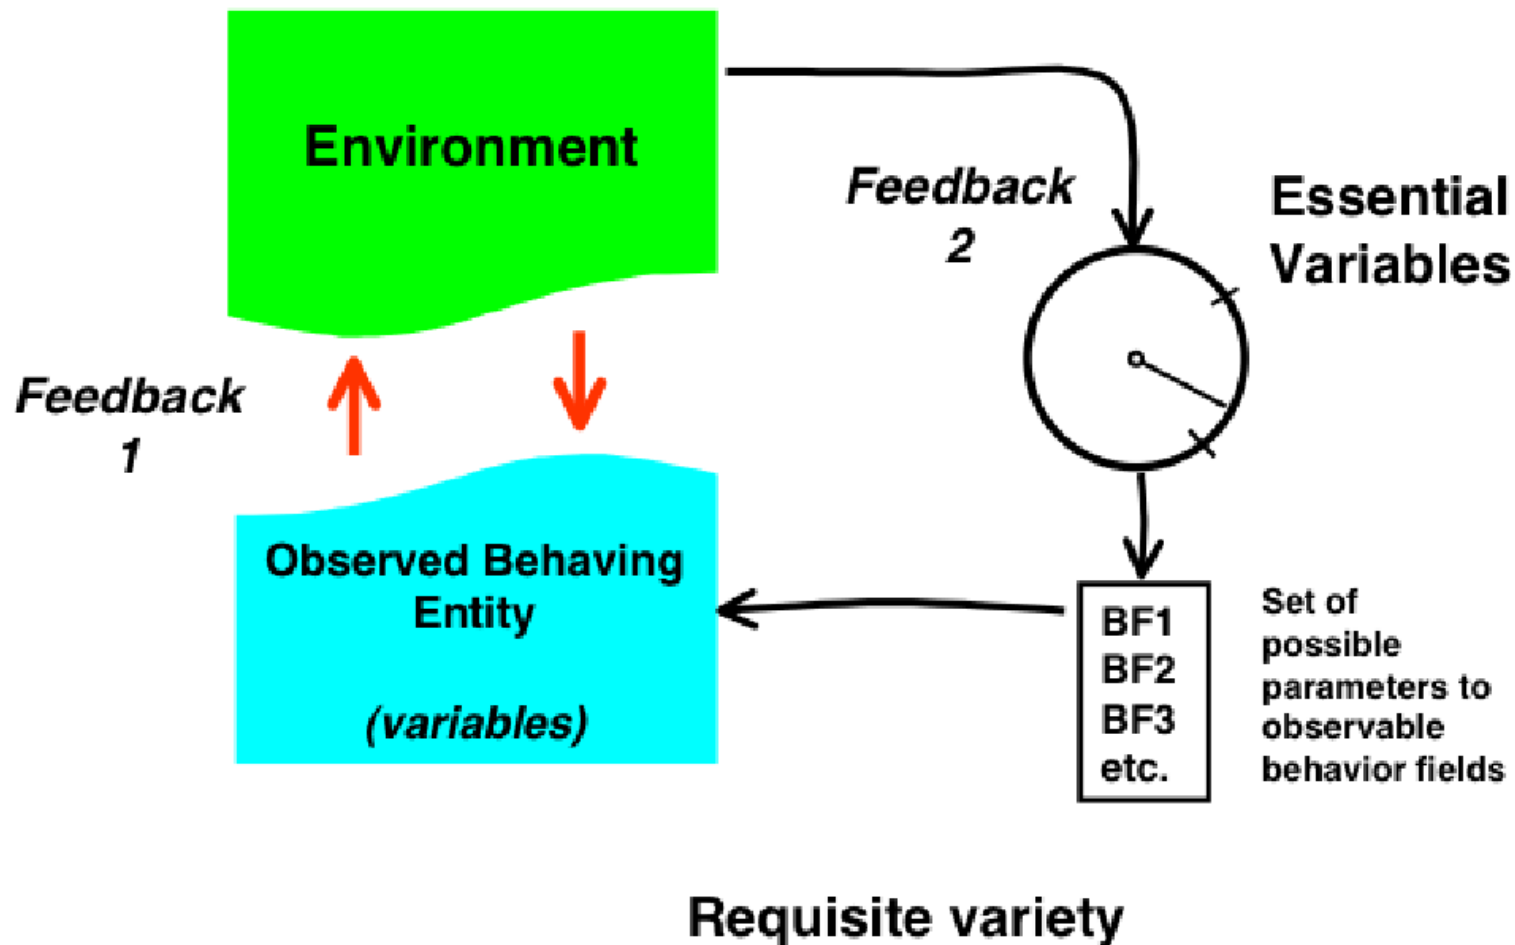 Environment
Feedback
2
Essential
Variables
Feedback
1
Observed Behaving
Entity
(variables)
BF1
BF2
BF3
etc.
Set of
possible
parameters to
observable
behavior fields
Requisite variety